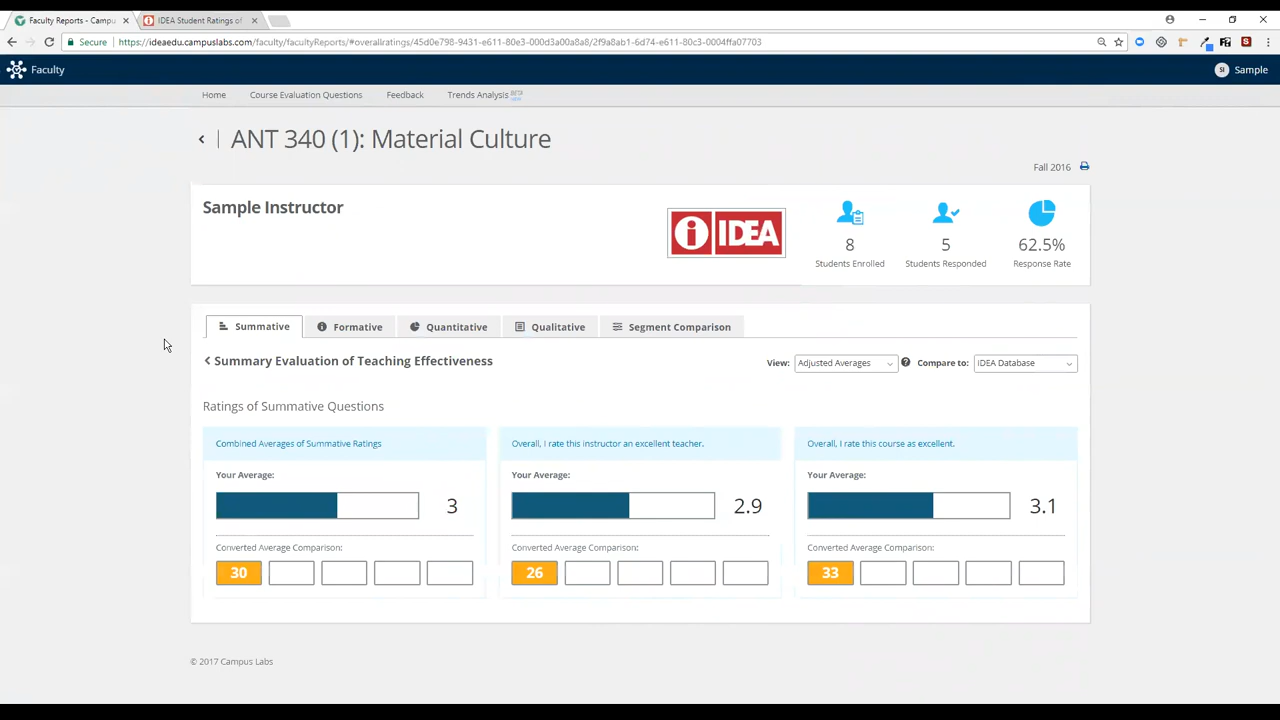 Faculty Reports - Campu
IDEA Student Ratings of
Secure
https://ideaedu.campuslabs.com/faculty/facultyReports/#overallratings/45d0e798-9431-e611-80e3-000d3a00a8a8/2f9a8ab1-6d74-e611-80c3-0004ffa07703
Faculty
SI Sample
Home Course Evaluation Questions Feedback Trends Analysis BETA
ANT 340 (1): Material Culture
Fall 2016
Sample Instructor
i IDEA
8 5 62.5%
Students Enrolled Students Responded Response Rate
Summative Formative Quantitative Qualitative Segment Comparison
Summary Evaluation of Teaching Effectiveness
View: Adjusted Averages ? Compare to: IDEA Database
Ratings of Summative Questions
Combined Averages of Summative Ratings
Your Average:
3
Converted Average Comparison:
30
Overall, I rate this instructor an excellent teacher.
Your Average:
2.9
Converted Average Comparison:
26
Overall, I rate this course as excellent.
Your Average:
3.1
Converted Average Comparison:
33
© 2017 Campus Labs